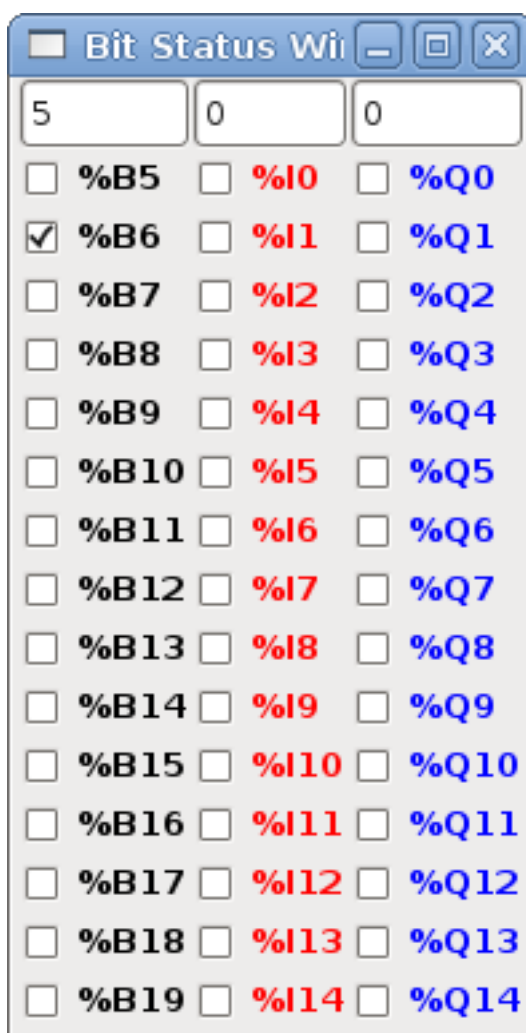 Bit Status Wi
5 0 0
%B5 %I0 %Q0
%B6 %I1 %Q1
%B7 %I2 %Q2
%B8 %I3 %Q3
%B9 %I4 %Q4
%B10 %I5 %Q5
%B11 %I6 %Q6
%B12 %I7 %Q7
%B13 %I8 %Q8
%B14 %I9 %Q9
%B15 %I10 %Q10
%B16 %I11 %Q11
%B17 %I12 %Q12
%B18 %I13 %Q13
%B19 %I14 %Q14